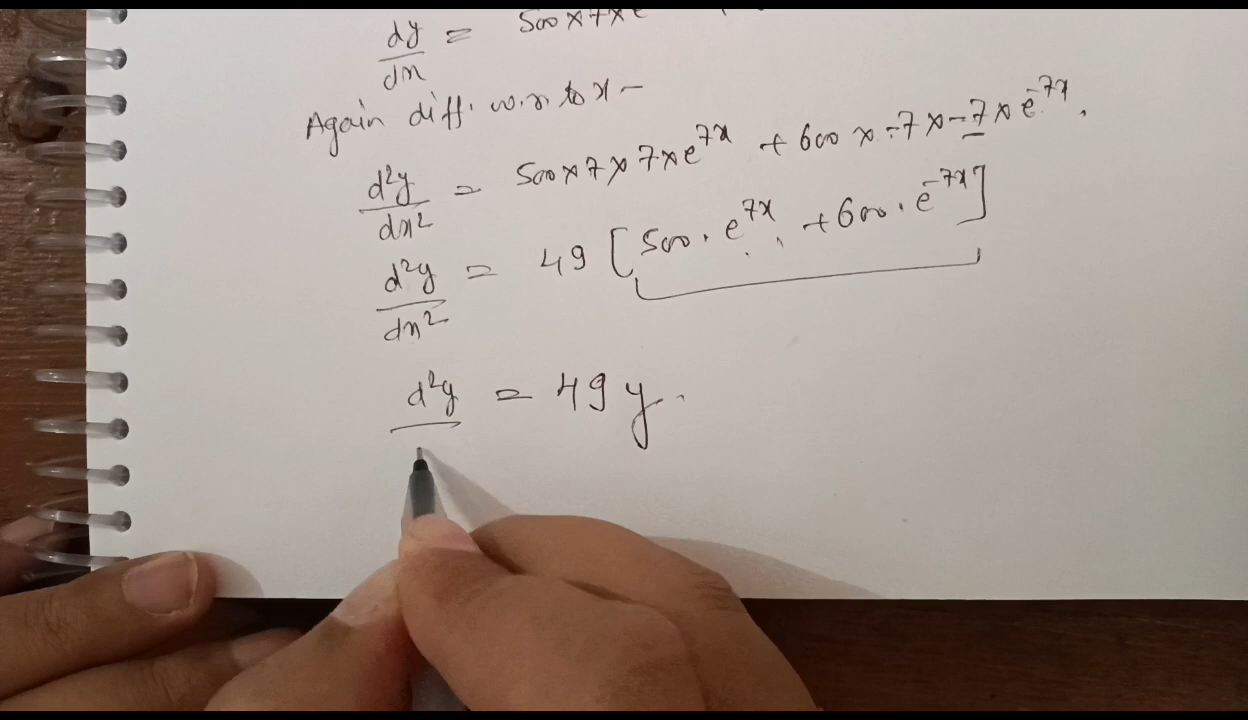 dy/dx = 500×7×e
Again diff. w.r. to x –
d²y/dx² = 500×7×7×e^7x + 600×-7×-7×e^-7x.
d²y/dx² = 49 [500. e^7x + 600. e^-7x]
d²y = 49 y.